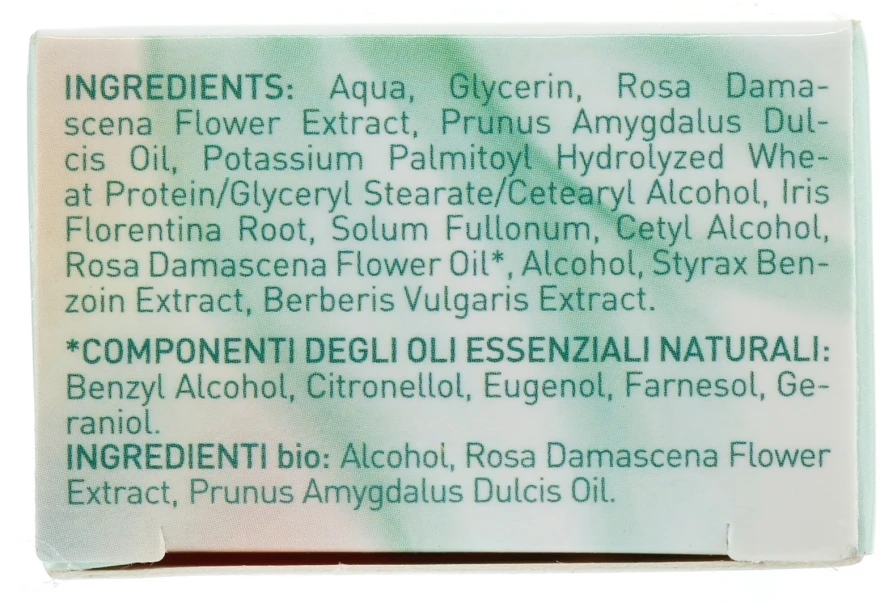 INGREDIENTS: Aqua, Glycerin, Rosa Dama-
scena Flower Extract, Prunus Amygdalus Dul-
cis Oil, Potassium Palmitoyl Hydrolyzed Whe-
at Protein/Glyceryl Stearate/Cetearyl Alcohol, Iris
Florentina Root, Solum Fullonum, Cetyl Alcohol,
Rosa Damascena Flower Oil*, Alcohol, Styrax Ben-
zoin Extract, Berberis Vulgaris Extract.
*COMPONENTI DEGLI OLI ESSENZIALI NATURALI:
Benzyl Alcohol, Citronellol, Eugenol, Farnesol, Ge-
raniol.
INGREDIENTI bio: Alcohol, Rosa Damascena Flower
Extract, Prunus Amygdalus Dulcis Oil.